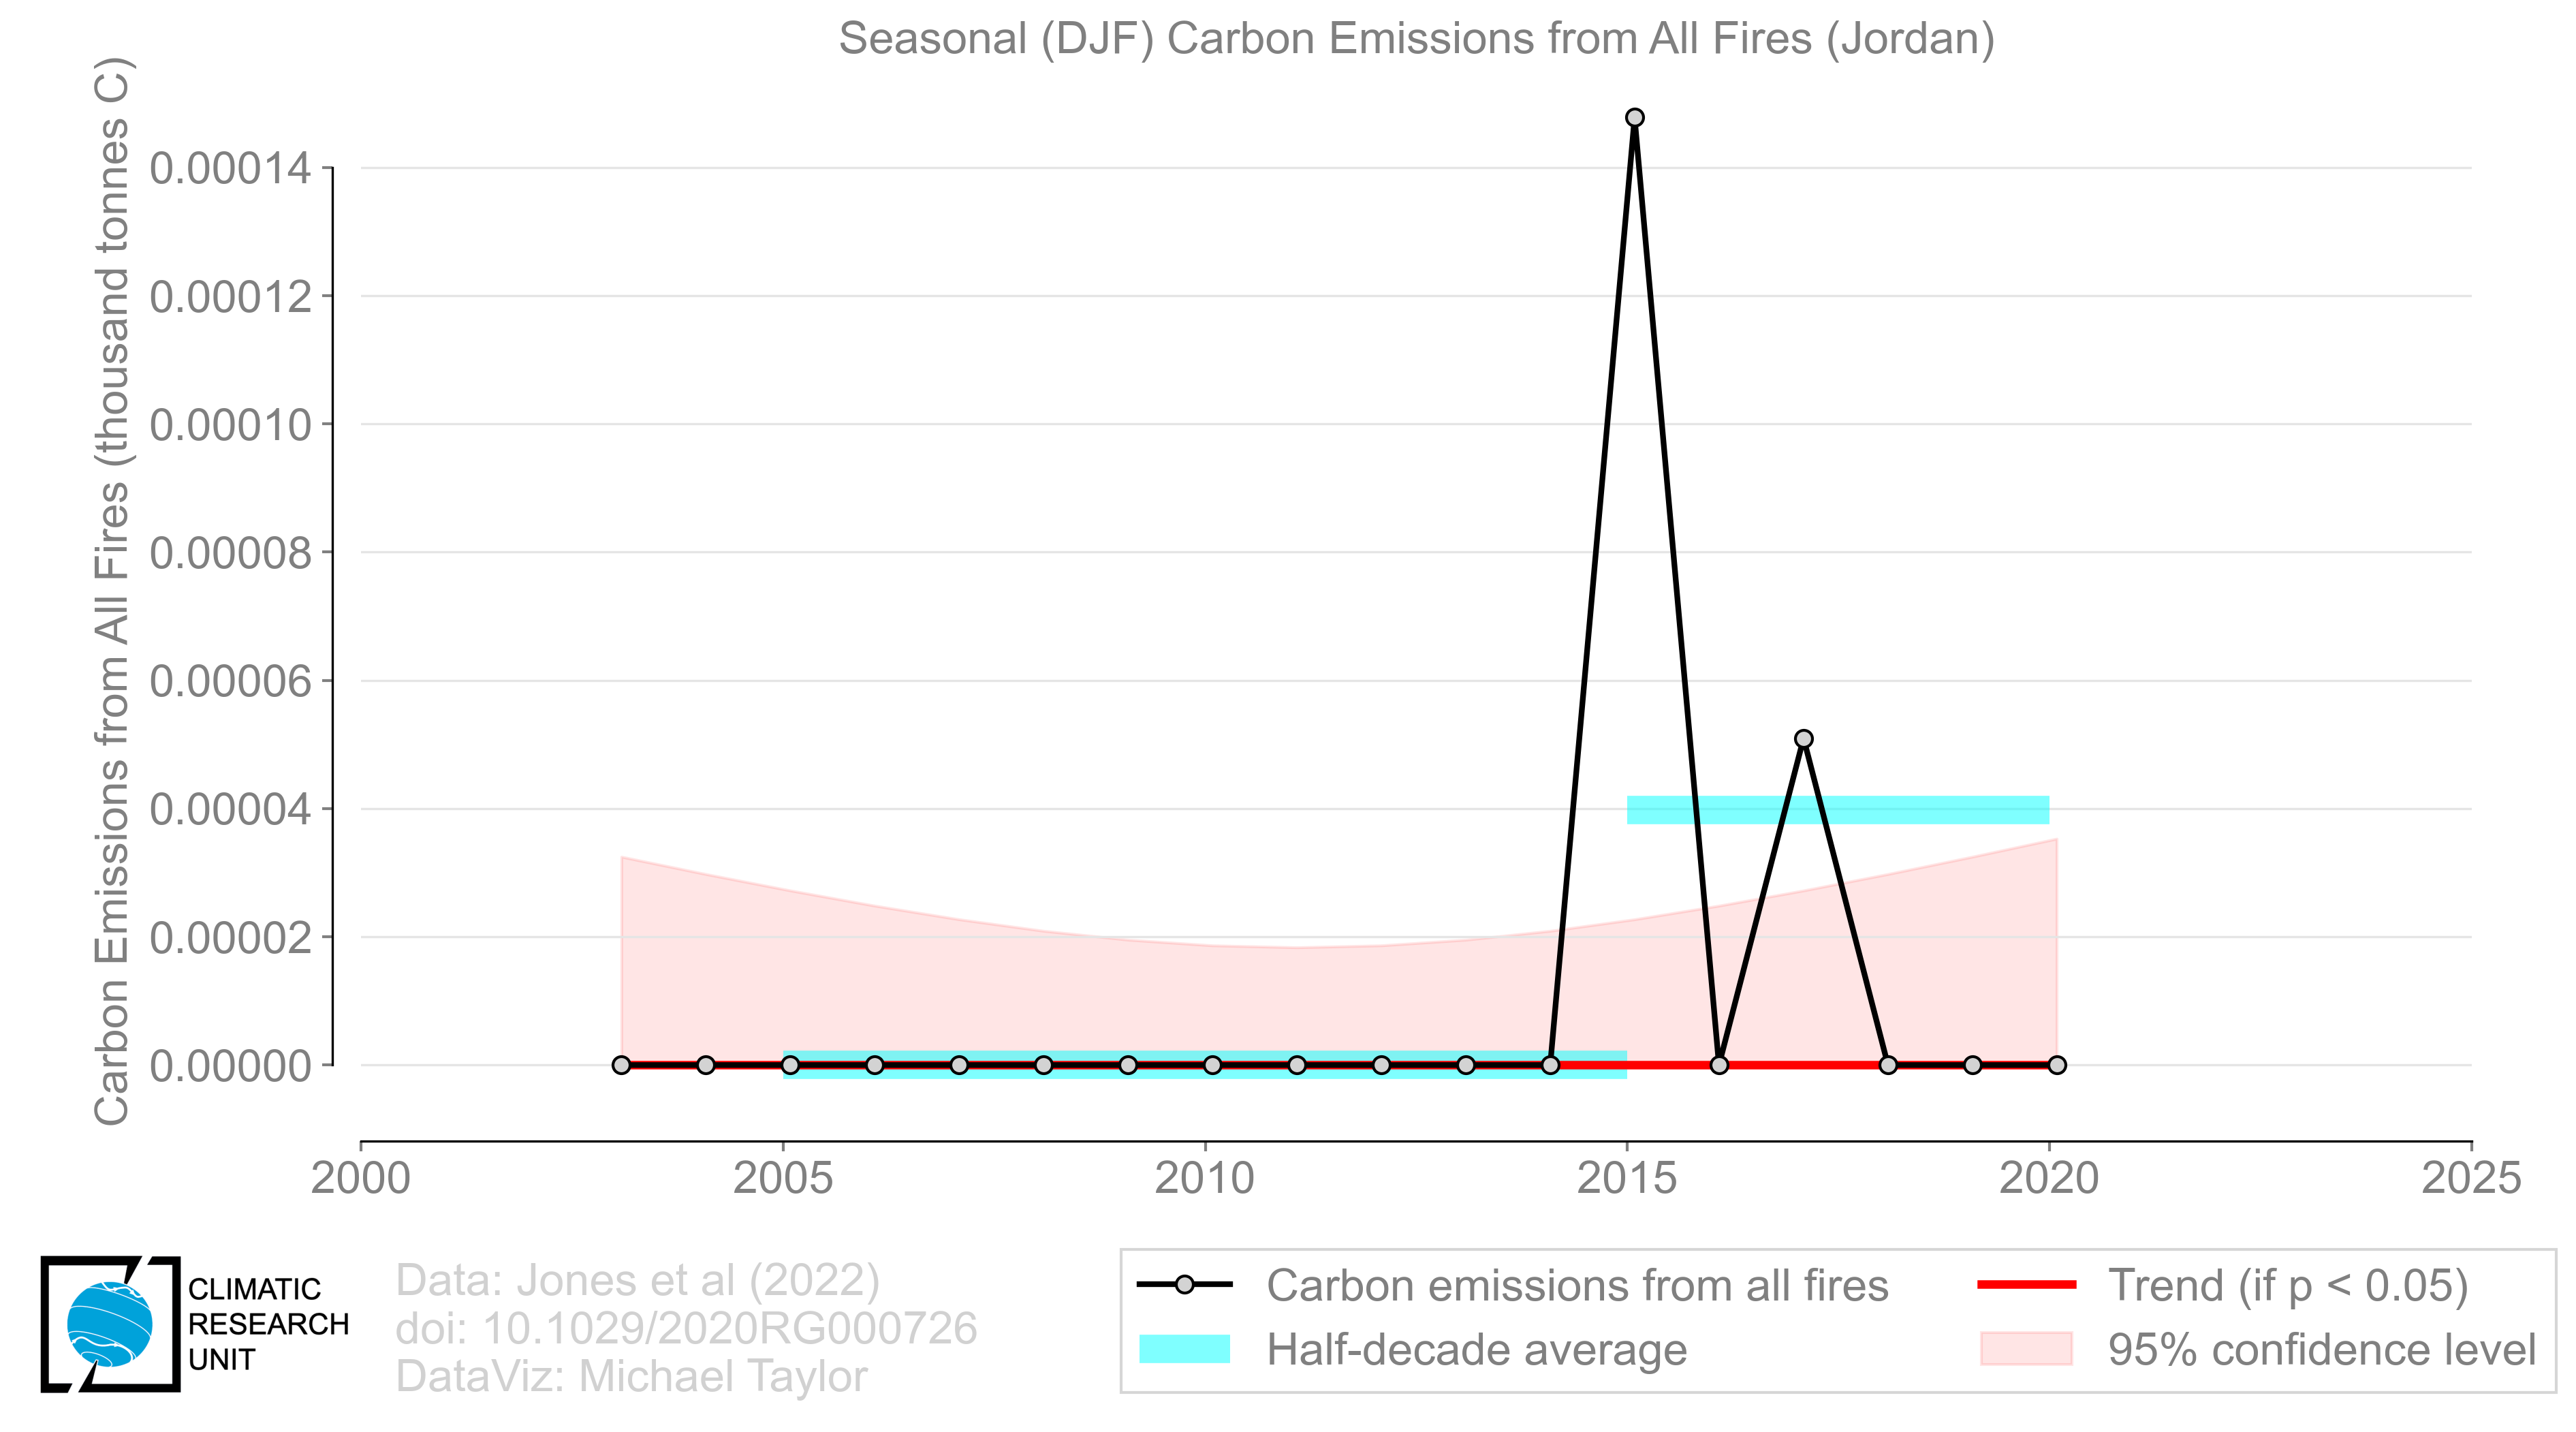 Seasonal (DJF) Carbon Emissions from All Fires (Jordan)
Carbon Emissions from All Fires (thousand tonnes C)
0.00014
0.00012
0.00010
0.00008
0.00006
0.00004
0.00002
0.00000
2000 2005 2010 2015 2020 2025
CLIMATIC
RESEARCH
UNIT
Data: Jones et al (2022)
doi: 10.1029/2020RG000726
DataViz: Michael Taylor
Carbon emissions from all fires
Half-decade average
Trend (if p < 0.05)
95% confidence level